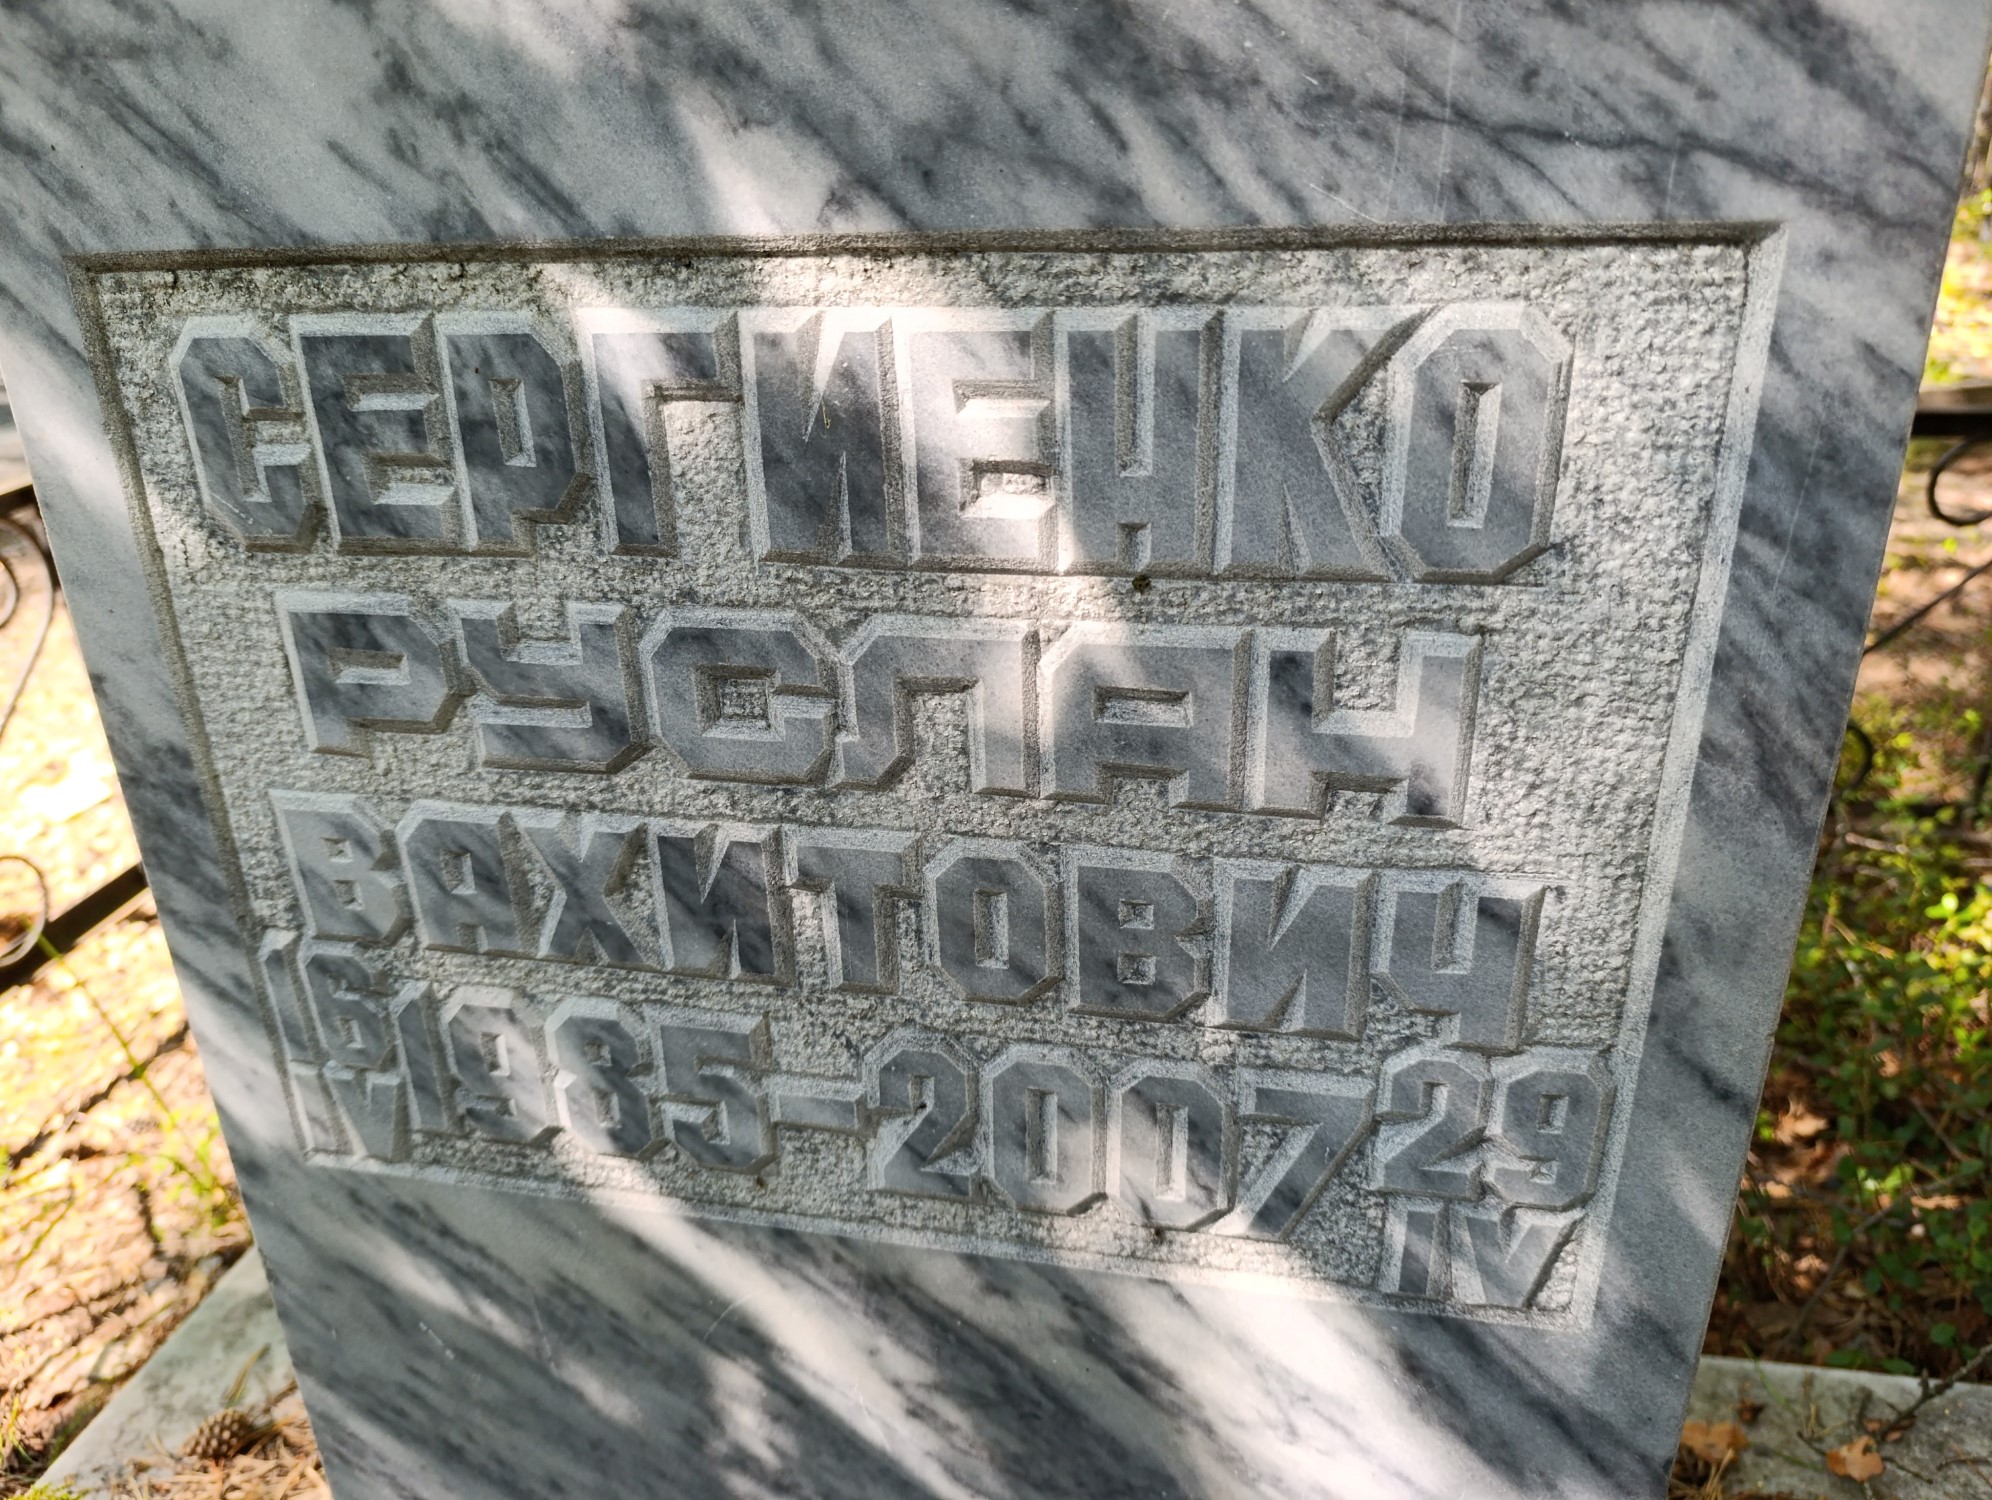 СЕРГИЕНКО
РУСЛАН
ВАХИТОВИЧ
16 IV 1985-2007 29 IV